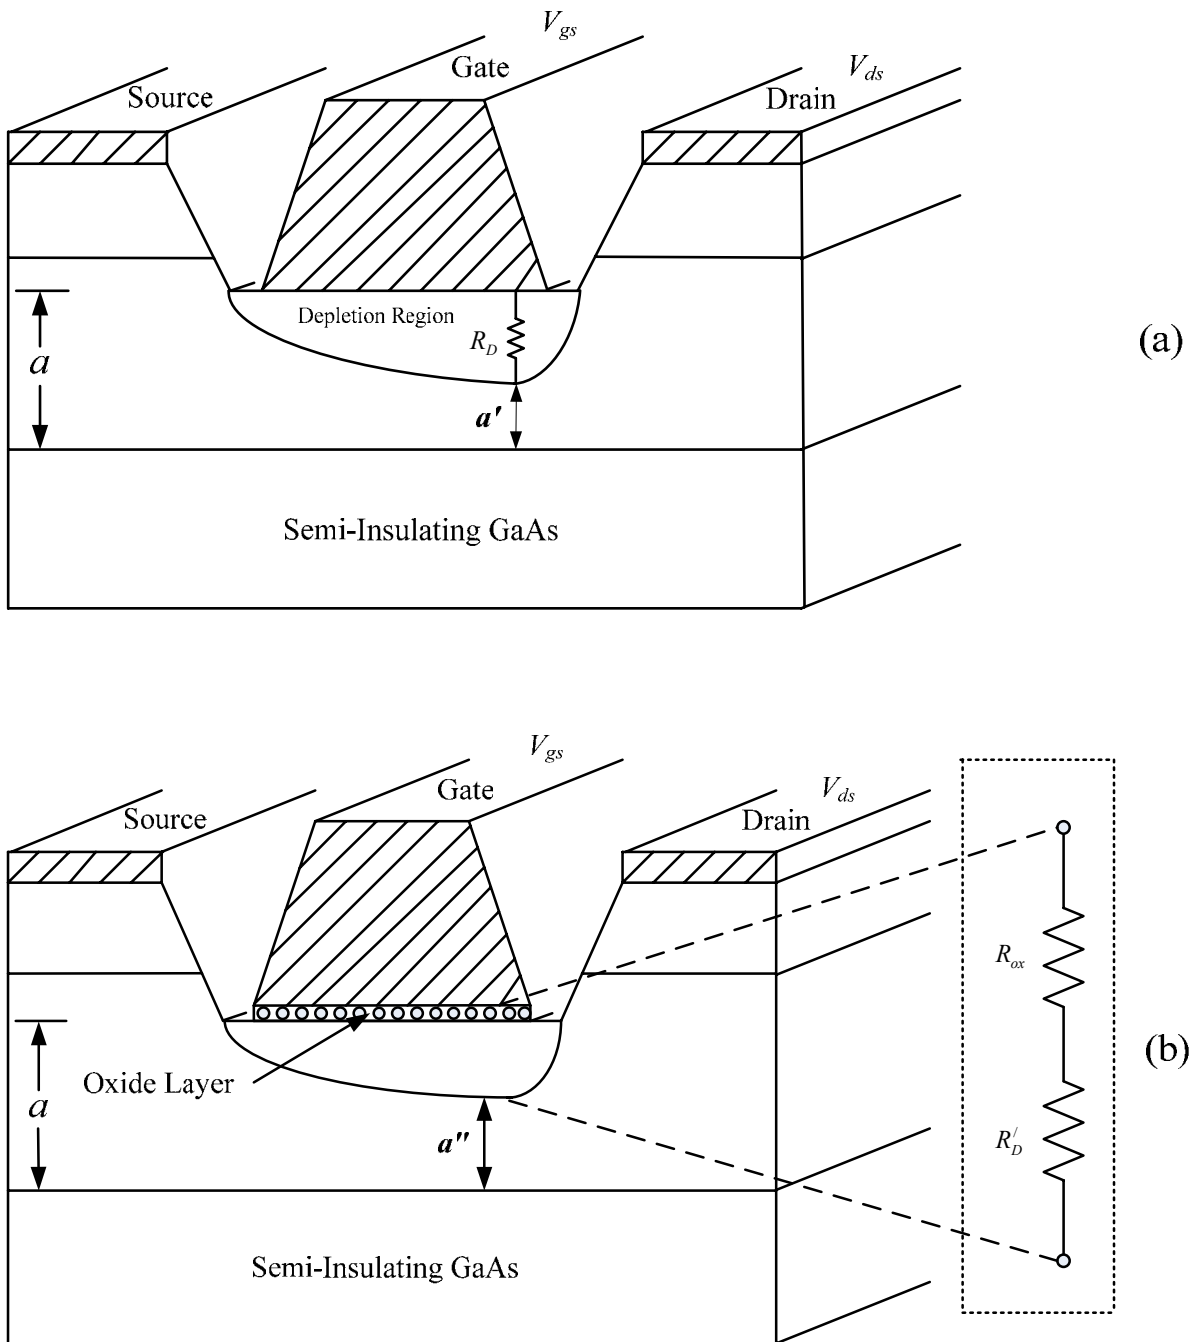 V_gs
Gate
V_ds
Source
Drain
Depletion Region
R_D
a
a'
(a)
Semi-Insulating GaAs
V_gs
Gate
V_ds
Source
Drain
R_ox
Oxide Layer
a
a"
R_D^/
(b)
Semi-Insulating GaAs